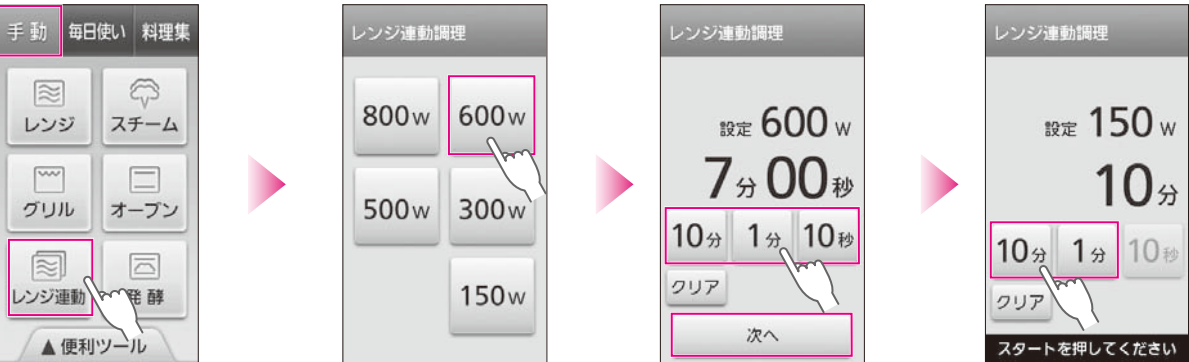 手動 毎日使い 料理集
レンジ スチーム
グリル オーブン
レンジ連動 発酵
▲便利ツール
レンジ連動調理
800W 600W
500W 300W
150W
レンジ連動調理
設定 600 W
7分00秒
10分 1分 10秒
クリア
次へ
レンジ連動調理
設定 150 W
10分
10分 1分 10秒
クリア
スタートを押してください